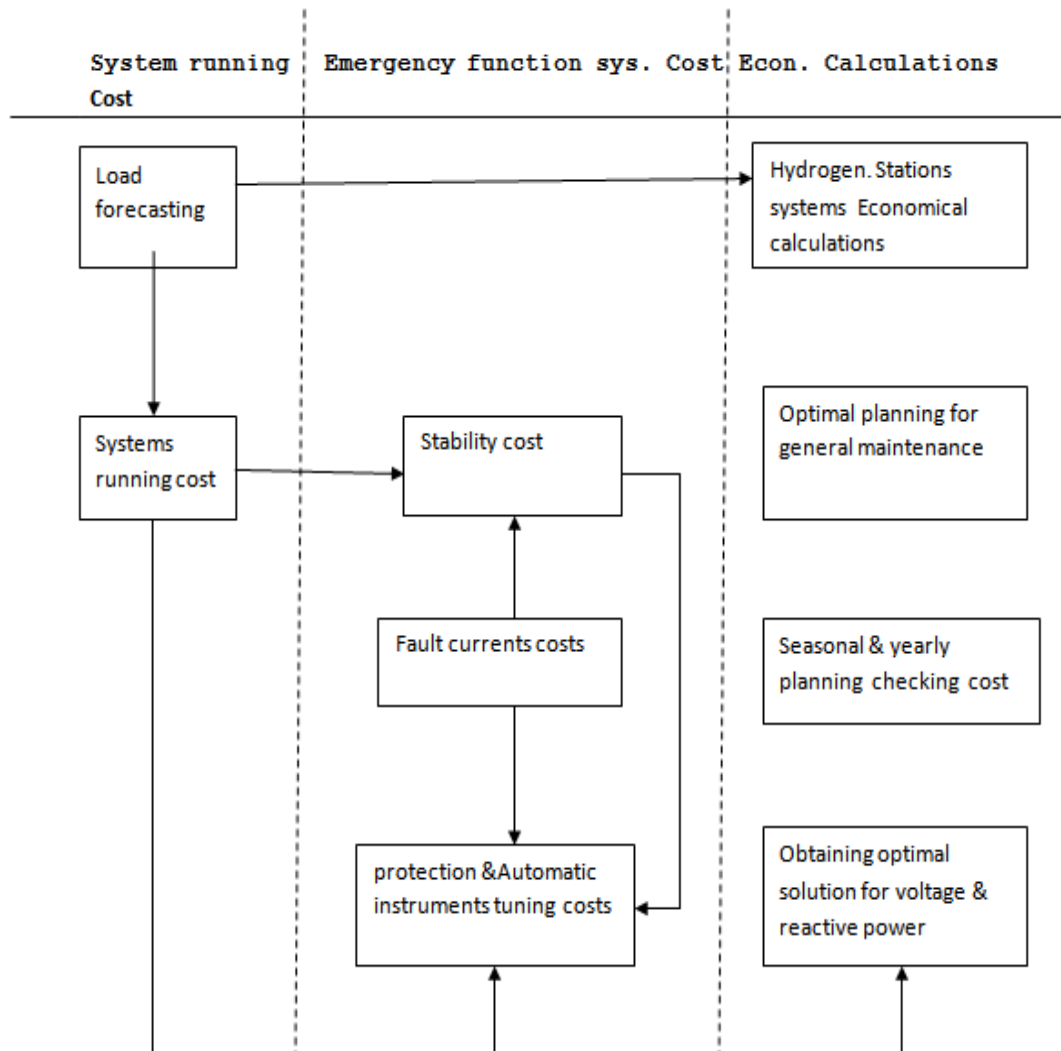 System running
Emergency function sys. Cost
Econ. Calculations
Cost
Load
forecasting
Hydrogen. Stations
systems Economical
calculations
Systems
running cost
Stability cost
Optimal planning for
general maintenance
Fault currents costs
Seasonal & yearly
planning checking cost
protection &Automatic
instruments tuning costs
Obtaining optimal
solution for voltage &
reactive power